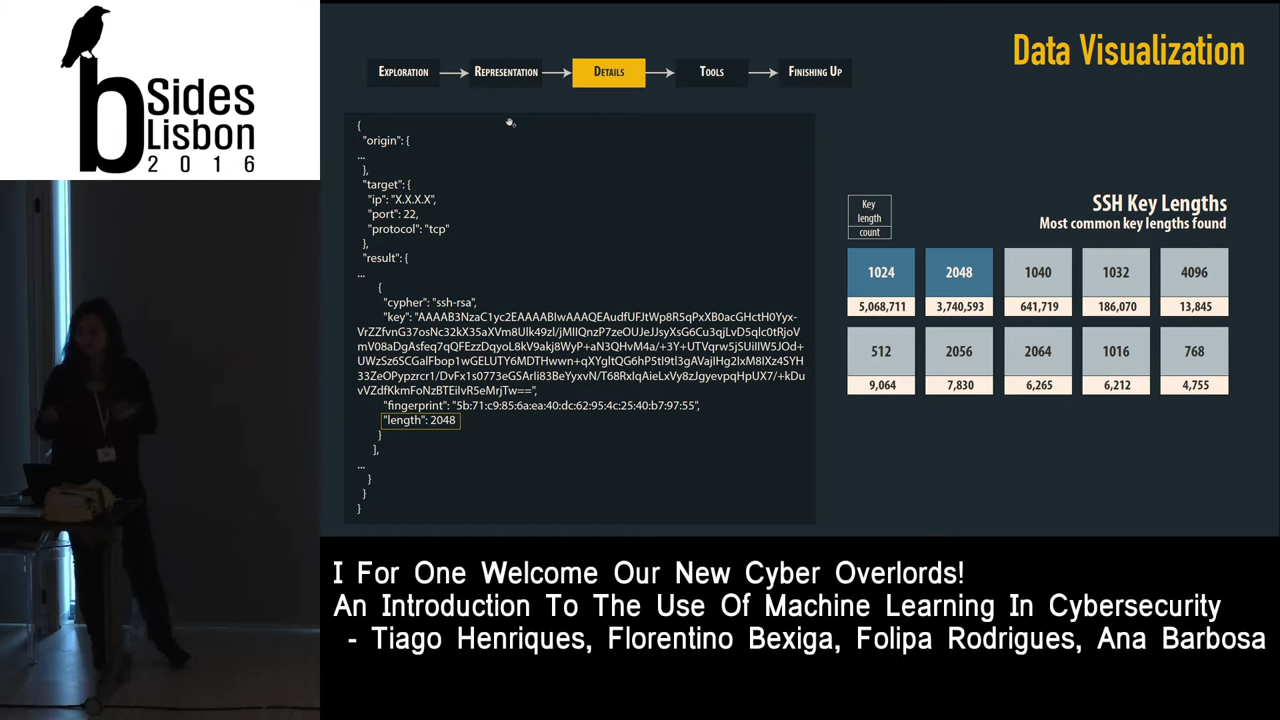 b Sides
Lisbon
2016
Data Visualization
EXPLORATION
REPRESENTATION
DETAILS
TOOLS
FINISHING UP
{
"origin": {
...
},
"target": {
"ip": "X.X.X.X",
"port": 22,
"protocol": "tcp"
},
"result": {
...
{
"cypher": "ssh-rsa",
"key": "AAAAB3NzaC1yc2EAAAABIwAAAQEAudfUFJtWp8R5qPxXB0acGHctH0Yyx-
"fingerprint": "5b:71:c9:85:6a:ea:40:dc:62:95:4c:25:40:b7:97:55",
"length": 2048
}
],
...
}
}
}
SSH Key Lengths
Most common key lengths found
Key
length
count
1024
5,068,711
2048
3,740,593
1040
641,719
1032
186,070
4096
13,845
512
9,064
2056
7,830
2064
6,265
1016
6,212
768
4,755
I For One Welcome Our New Cyber Overlords!
An Introduction To The Use Of Machine Learning In Cybersecurity
- Tiago Henriques, Florentino Bexiga, Folipa Rodrigues, Ana Barbosa